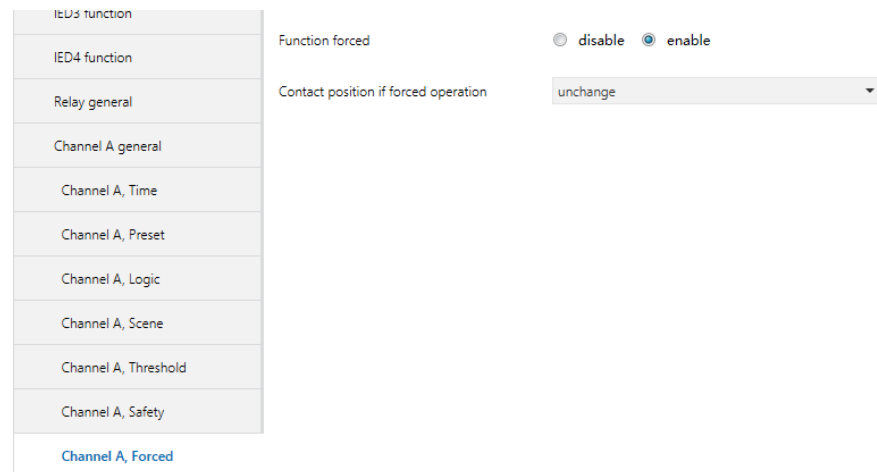 IED3 function
IED4 function
Relay general
Channel A general
Channel A, Time
Channel A, Preset
Channel A, Logic
Channel A, Scene
Channel A, Threshold
Channel A, Safety
Channel A, Forced
Function forced disable enable
Contact position if forced operation unchange